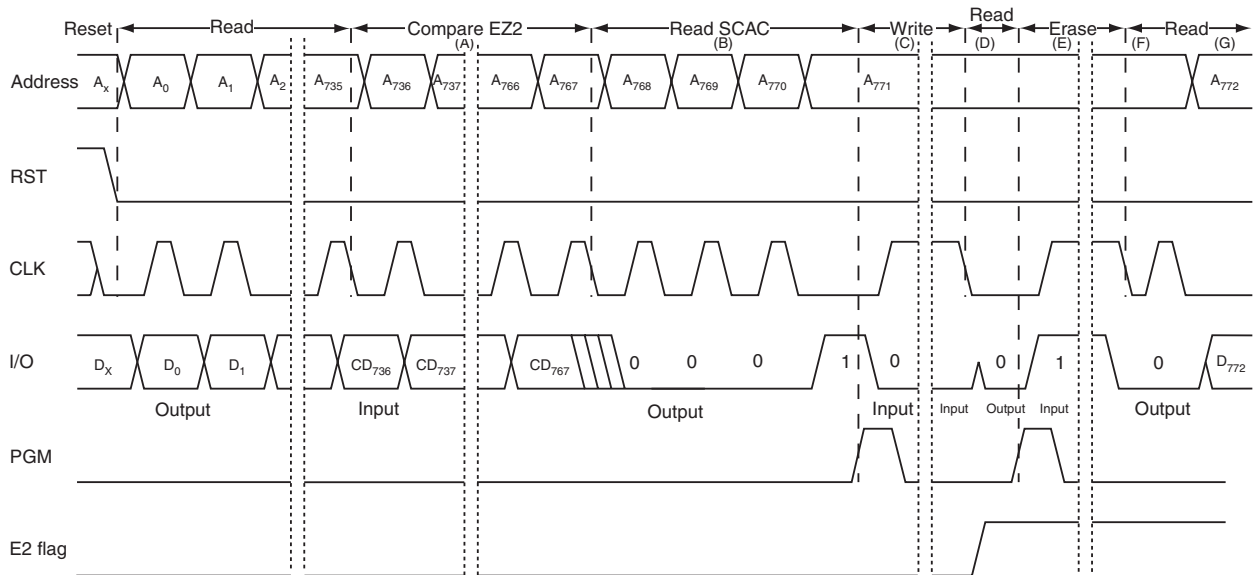 Reset Read Compare EZ2 Read SCAC Write Read Erase Read
(A) (B) (C) (D) (E) (F) (G)
Address Ax A0 A1 A2 A735 A736 A737 A766 A767 A768 A769 A770 A771 A772
RST
CLK
I/O DX D0 D1 CD736 CD737 CD767 0 0 0 1 0 0 1 0 D772
Output Input Output Input Input Output Input Output
PGM
E2 flag